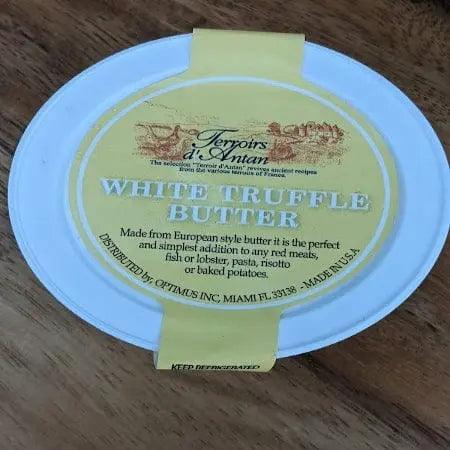 Terroirs
d'Antan
The selection "Terroir d'Antan" revives ancient recipes
from the various terroirs of France.
WHITE TRUFFLE
BUTTER
Made from European style butter it is the perfect
and simplest addition to any red meats,
fish or lobster, pasta, risotto
or baked potatoes.
DISTRIBUTED by, OPTIMUS INC, MIAMI FL 33138 - MADE IN U.S.A
KEEP REFRIGERATED